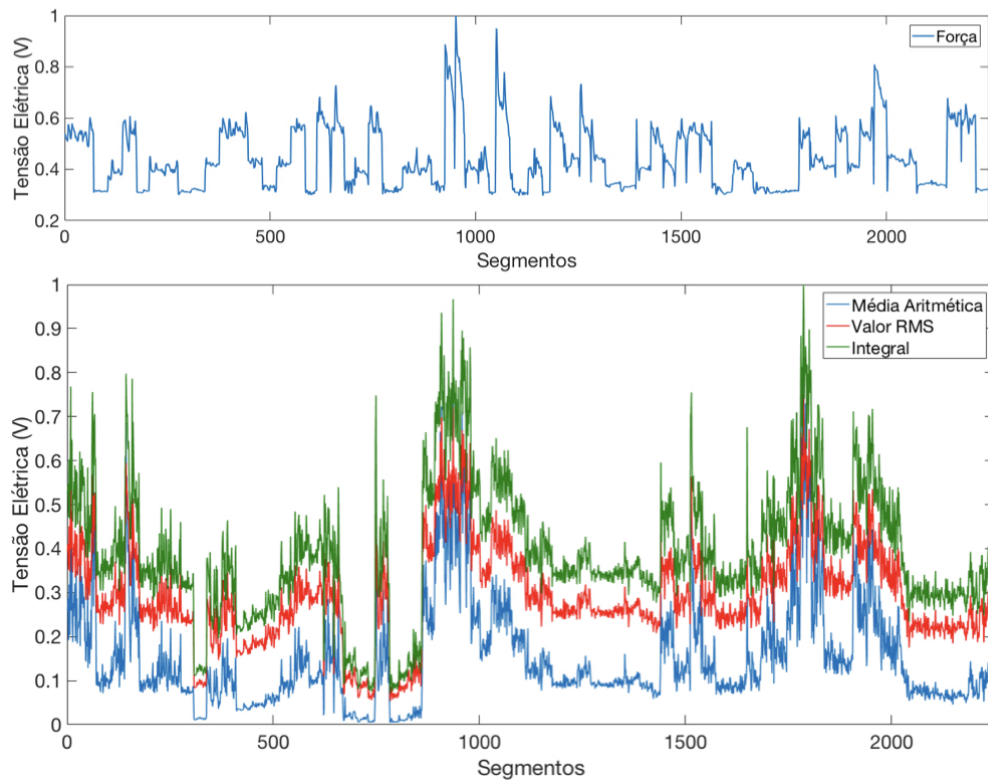 1
0.8
0.6
0.4
0.2
Tensão Elétrica (V)
Força
0 500 1000 1500 2000
Segmentos
1
0.9
0.8
0.7
0.6
0.5
0.4
0.3
0.2
0.1
0
Tensão Elétrica (V)
Média Aritmética
Valor RMS
Integral
0 500 1000 1500 2000
Segmentos